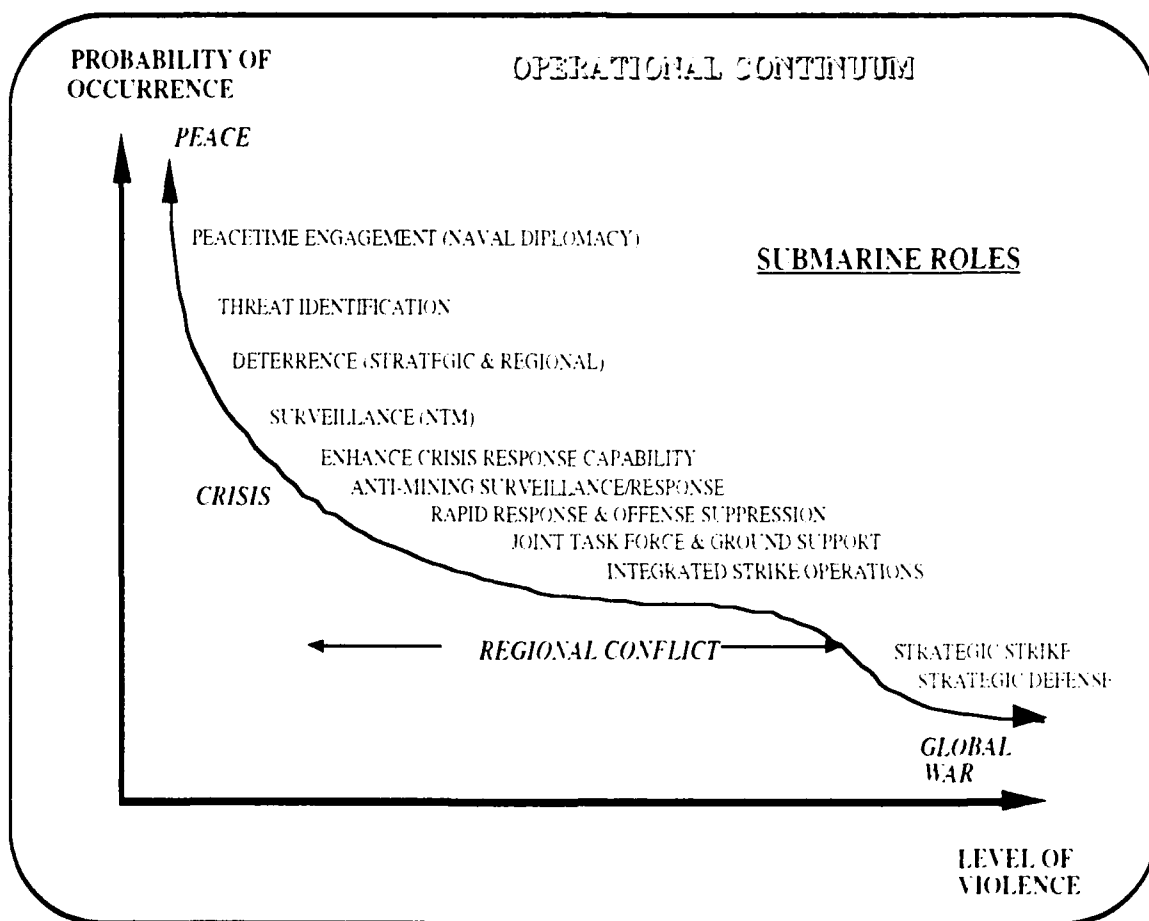 PROBABILITY OF
OCCURRENCE
OPERATIONAL CONTINUUM
PEACE
PEACETIME ENGAGEMENT (NAVAL DIPLOMACY)
SUBMARINE ROLES
THREAT IDENTIFICATION
DETERRENCE (STRATEGIC & REGIONAL)
SURVEILLANCE (NTM)
ENHANCE CRISIS RESPONSE CAPABILITY
CRISIS
ANTI-MINING SURVEILLANCE/RESPONSE
RAPID RESPONSE & OFFENSE SUPPRESSION
JOINT TASK FORCE & GROUND SUPPORT
INTEGRATED STRIKE OPERATIONS
REGIONAL CONFLICT
STRATEGIC STRIKE
STRATEGIC DEFENSE
GLOBAL
WAR
LEVEL OF
VIOLENCE